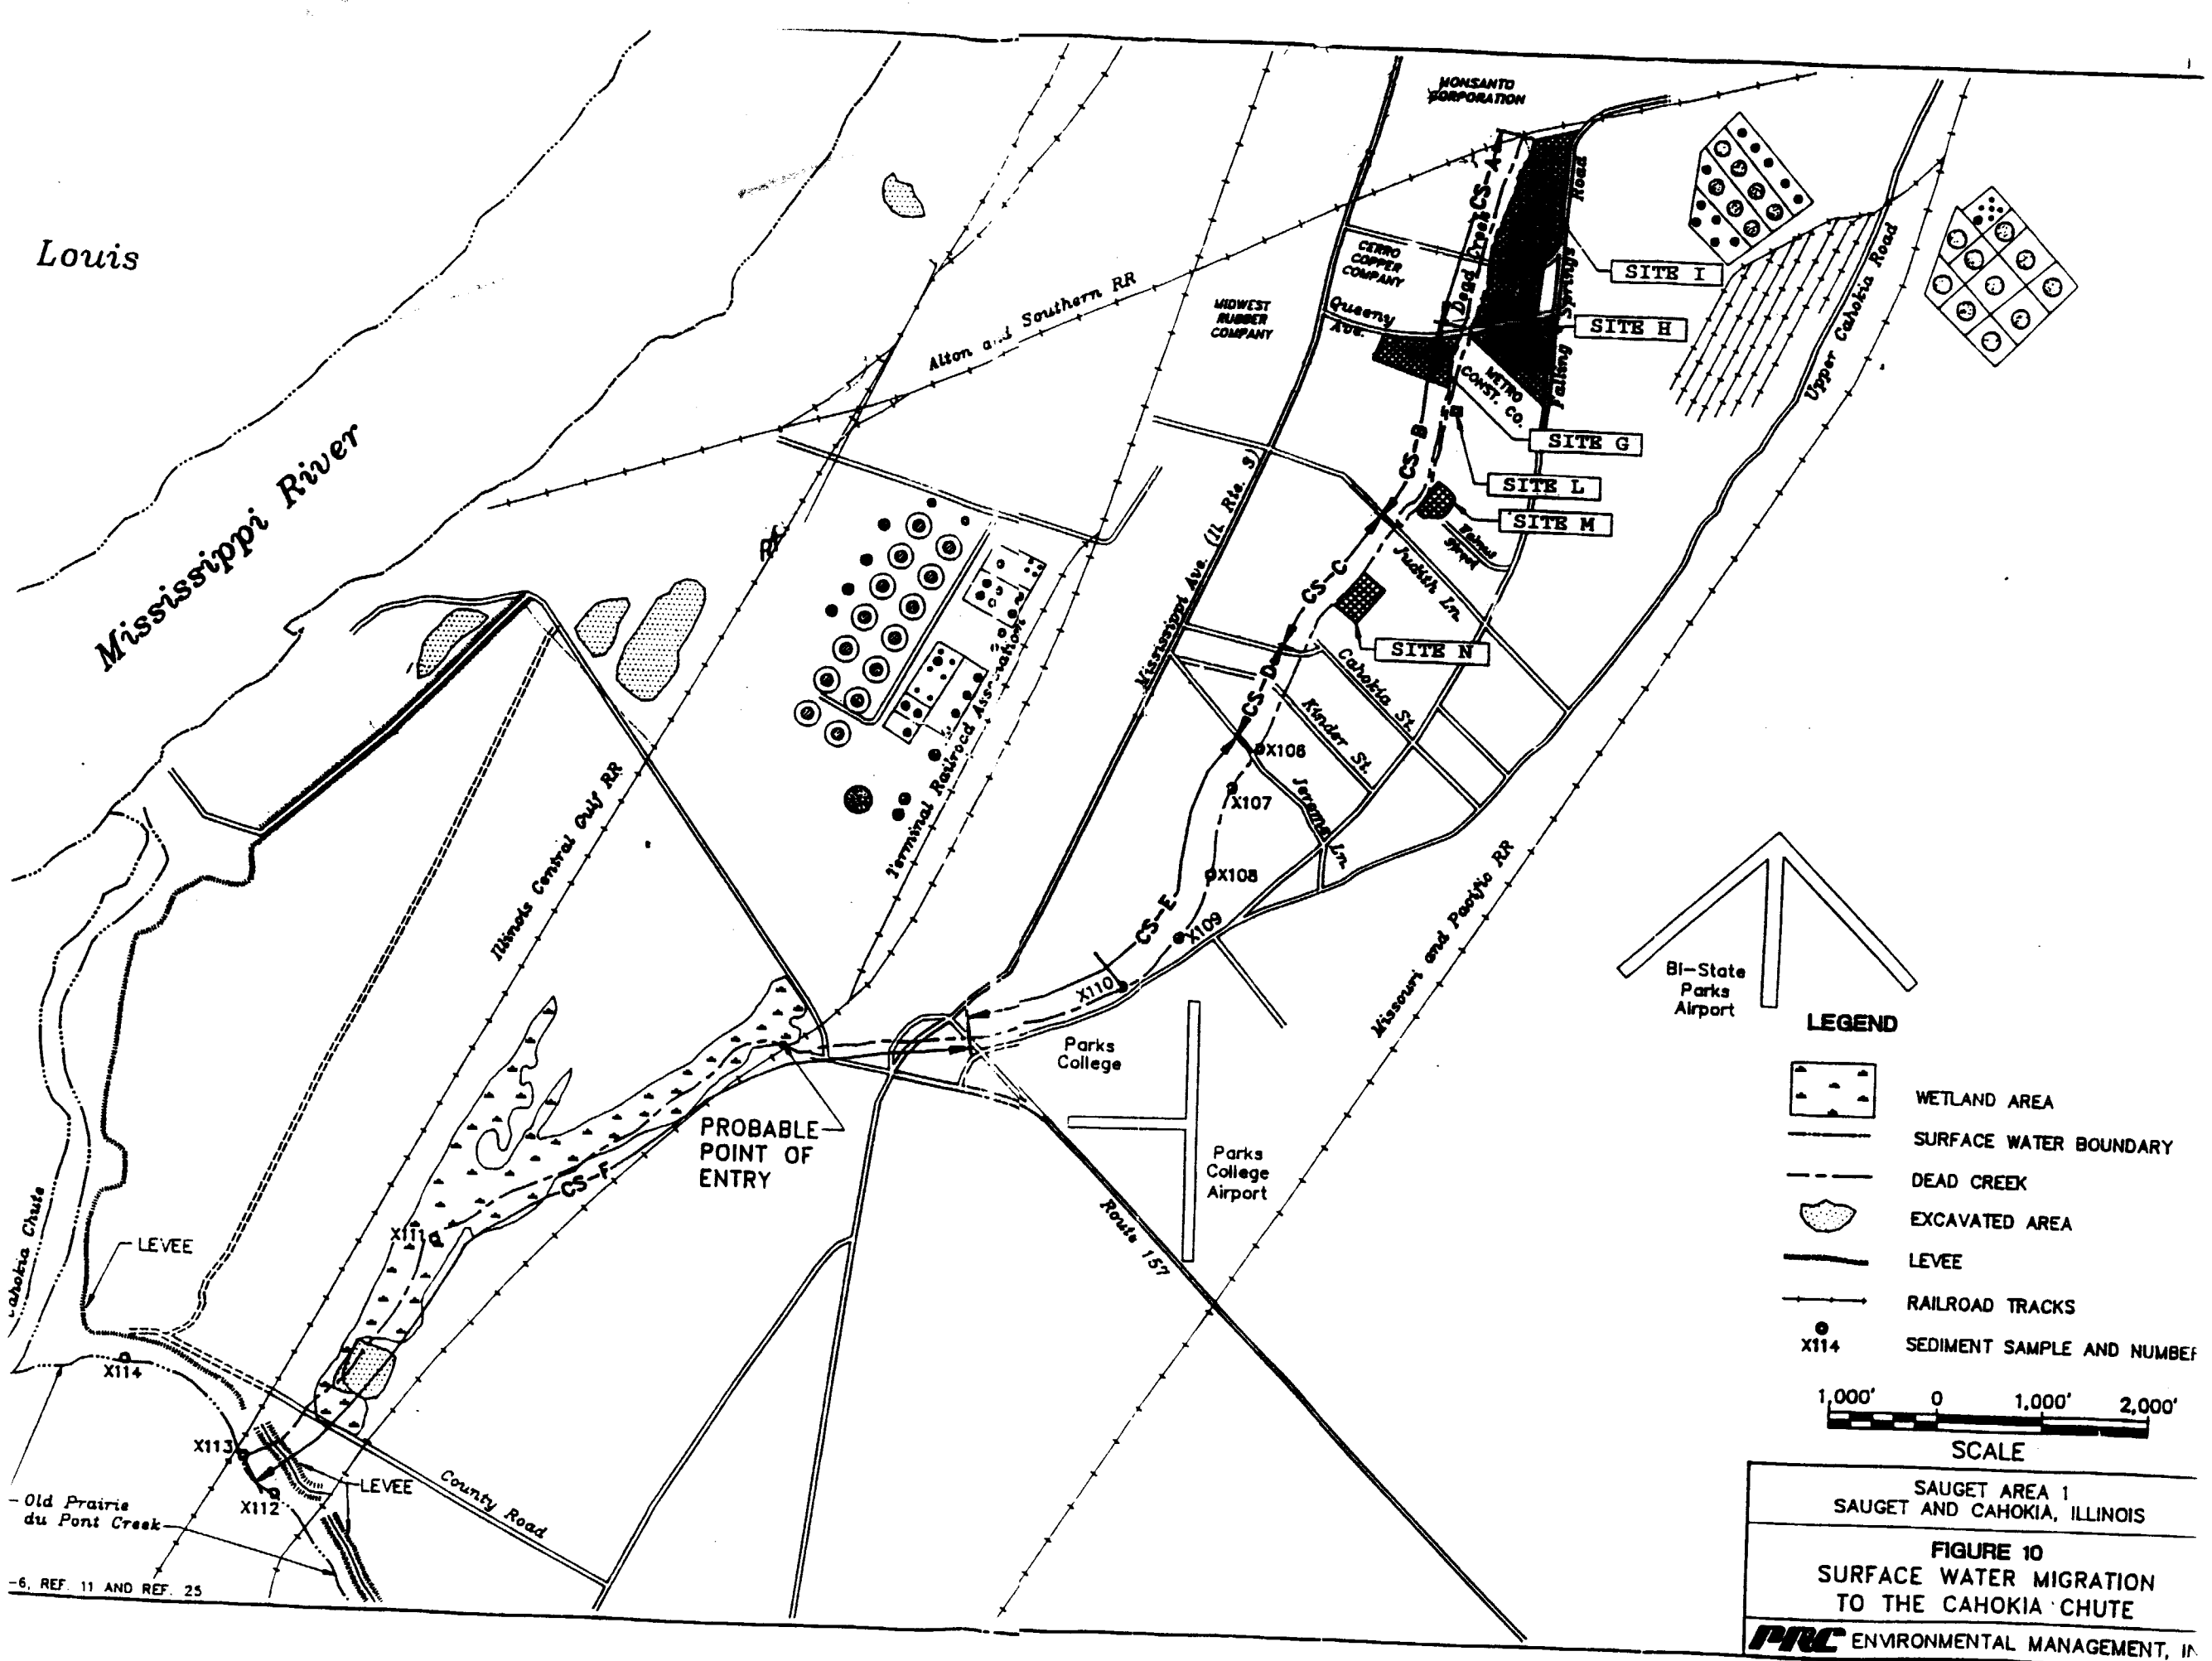 MONSANTO
CORPORATION
Louis
Mississippi River
Alton and Southern RR
CERRO
COPPER
COMPANY
MIDWEST
RUBBER
COMPANY
Queeny
Ave.
Dead Creek
CS-A
Falling Springs Road
SITE I
SITE H
METRO
CONST. CO.
SITE G
SITE L
SITE M
SITE N
Upper Cahokia Road
CS-B
CS-C
CS-D
CS-E
CS-F
Judith Ln.
Cahokia St.
Kinder St.
Jerome Ln.
Mississippi Ave. (IL Rte. 3)
RR
Terminal Railroad Association
Illinois Central Gulf RR
Missouri and Pacific RR
X106
X107
X108
X109
X110
X111
X114
X113
X112
Bi-State
Parks
Airport
Parks
College
Parks
College
Airport
Route 157
PROBABLE
POINT OF
ENTRY
LEVEE
LEVEE
County Road
ahokia Chute
- Old Prairie
du Pont Creek
-6, REF. 11 AND REF. 25
LEGEND
WETLAND AREA
SURFACE WATER BOUNDARY
DEAD CREEK
EXCAVATED AREA
LEVEE
RAILROAD TRACKS
X114 SEDIMENT SAMPLE AND NUMBER
1,000' 0 1,000' 2,000'
SCALE
SAUGET AREA 1
SAUGET AND CAHOKIA, ILLINOIS
FIGURE 10
SURFACE WATER MIGRATION
TO THE CAHOKIA CHUTE
PRC ENVIRONMENTAL MANAGEMENT, IN